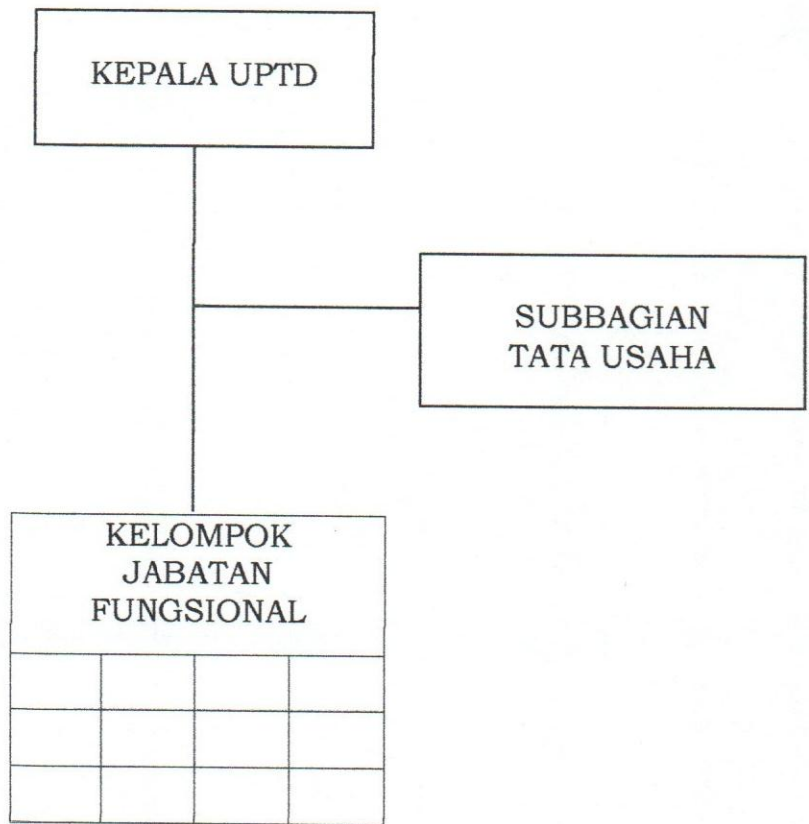 KEPALA UPTD
SUBBAGIAN
TATA USAHA
KELOMPOK
JABATAN
FUNGSIONAL